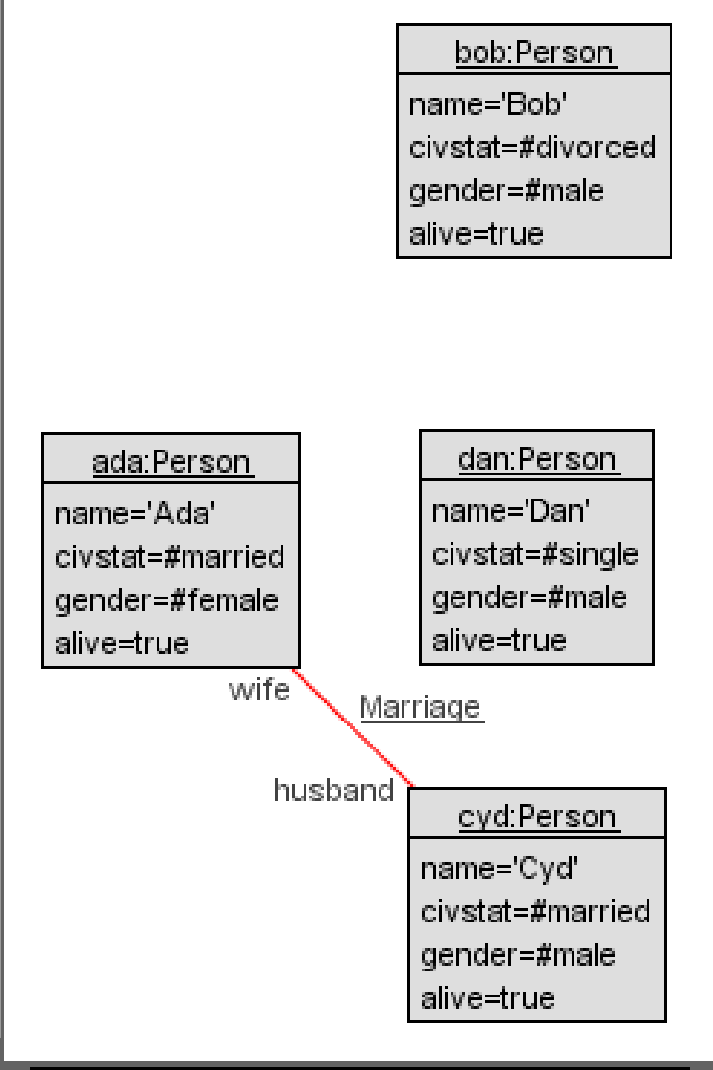 bob:Person
name='Bob'
civstat=#divorced
gender=#male
alive=true
ada:Person
name='Ada'
civstat=#married
gender=#female
alive=true
dan:Person
name='Dan'
civstat=#single
gender=#male
alive=true
wife
Marriage
husband
cyd:Person
name='Cyd'
civstat=#married
gender=#male
alive=true